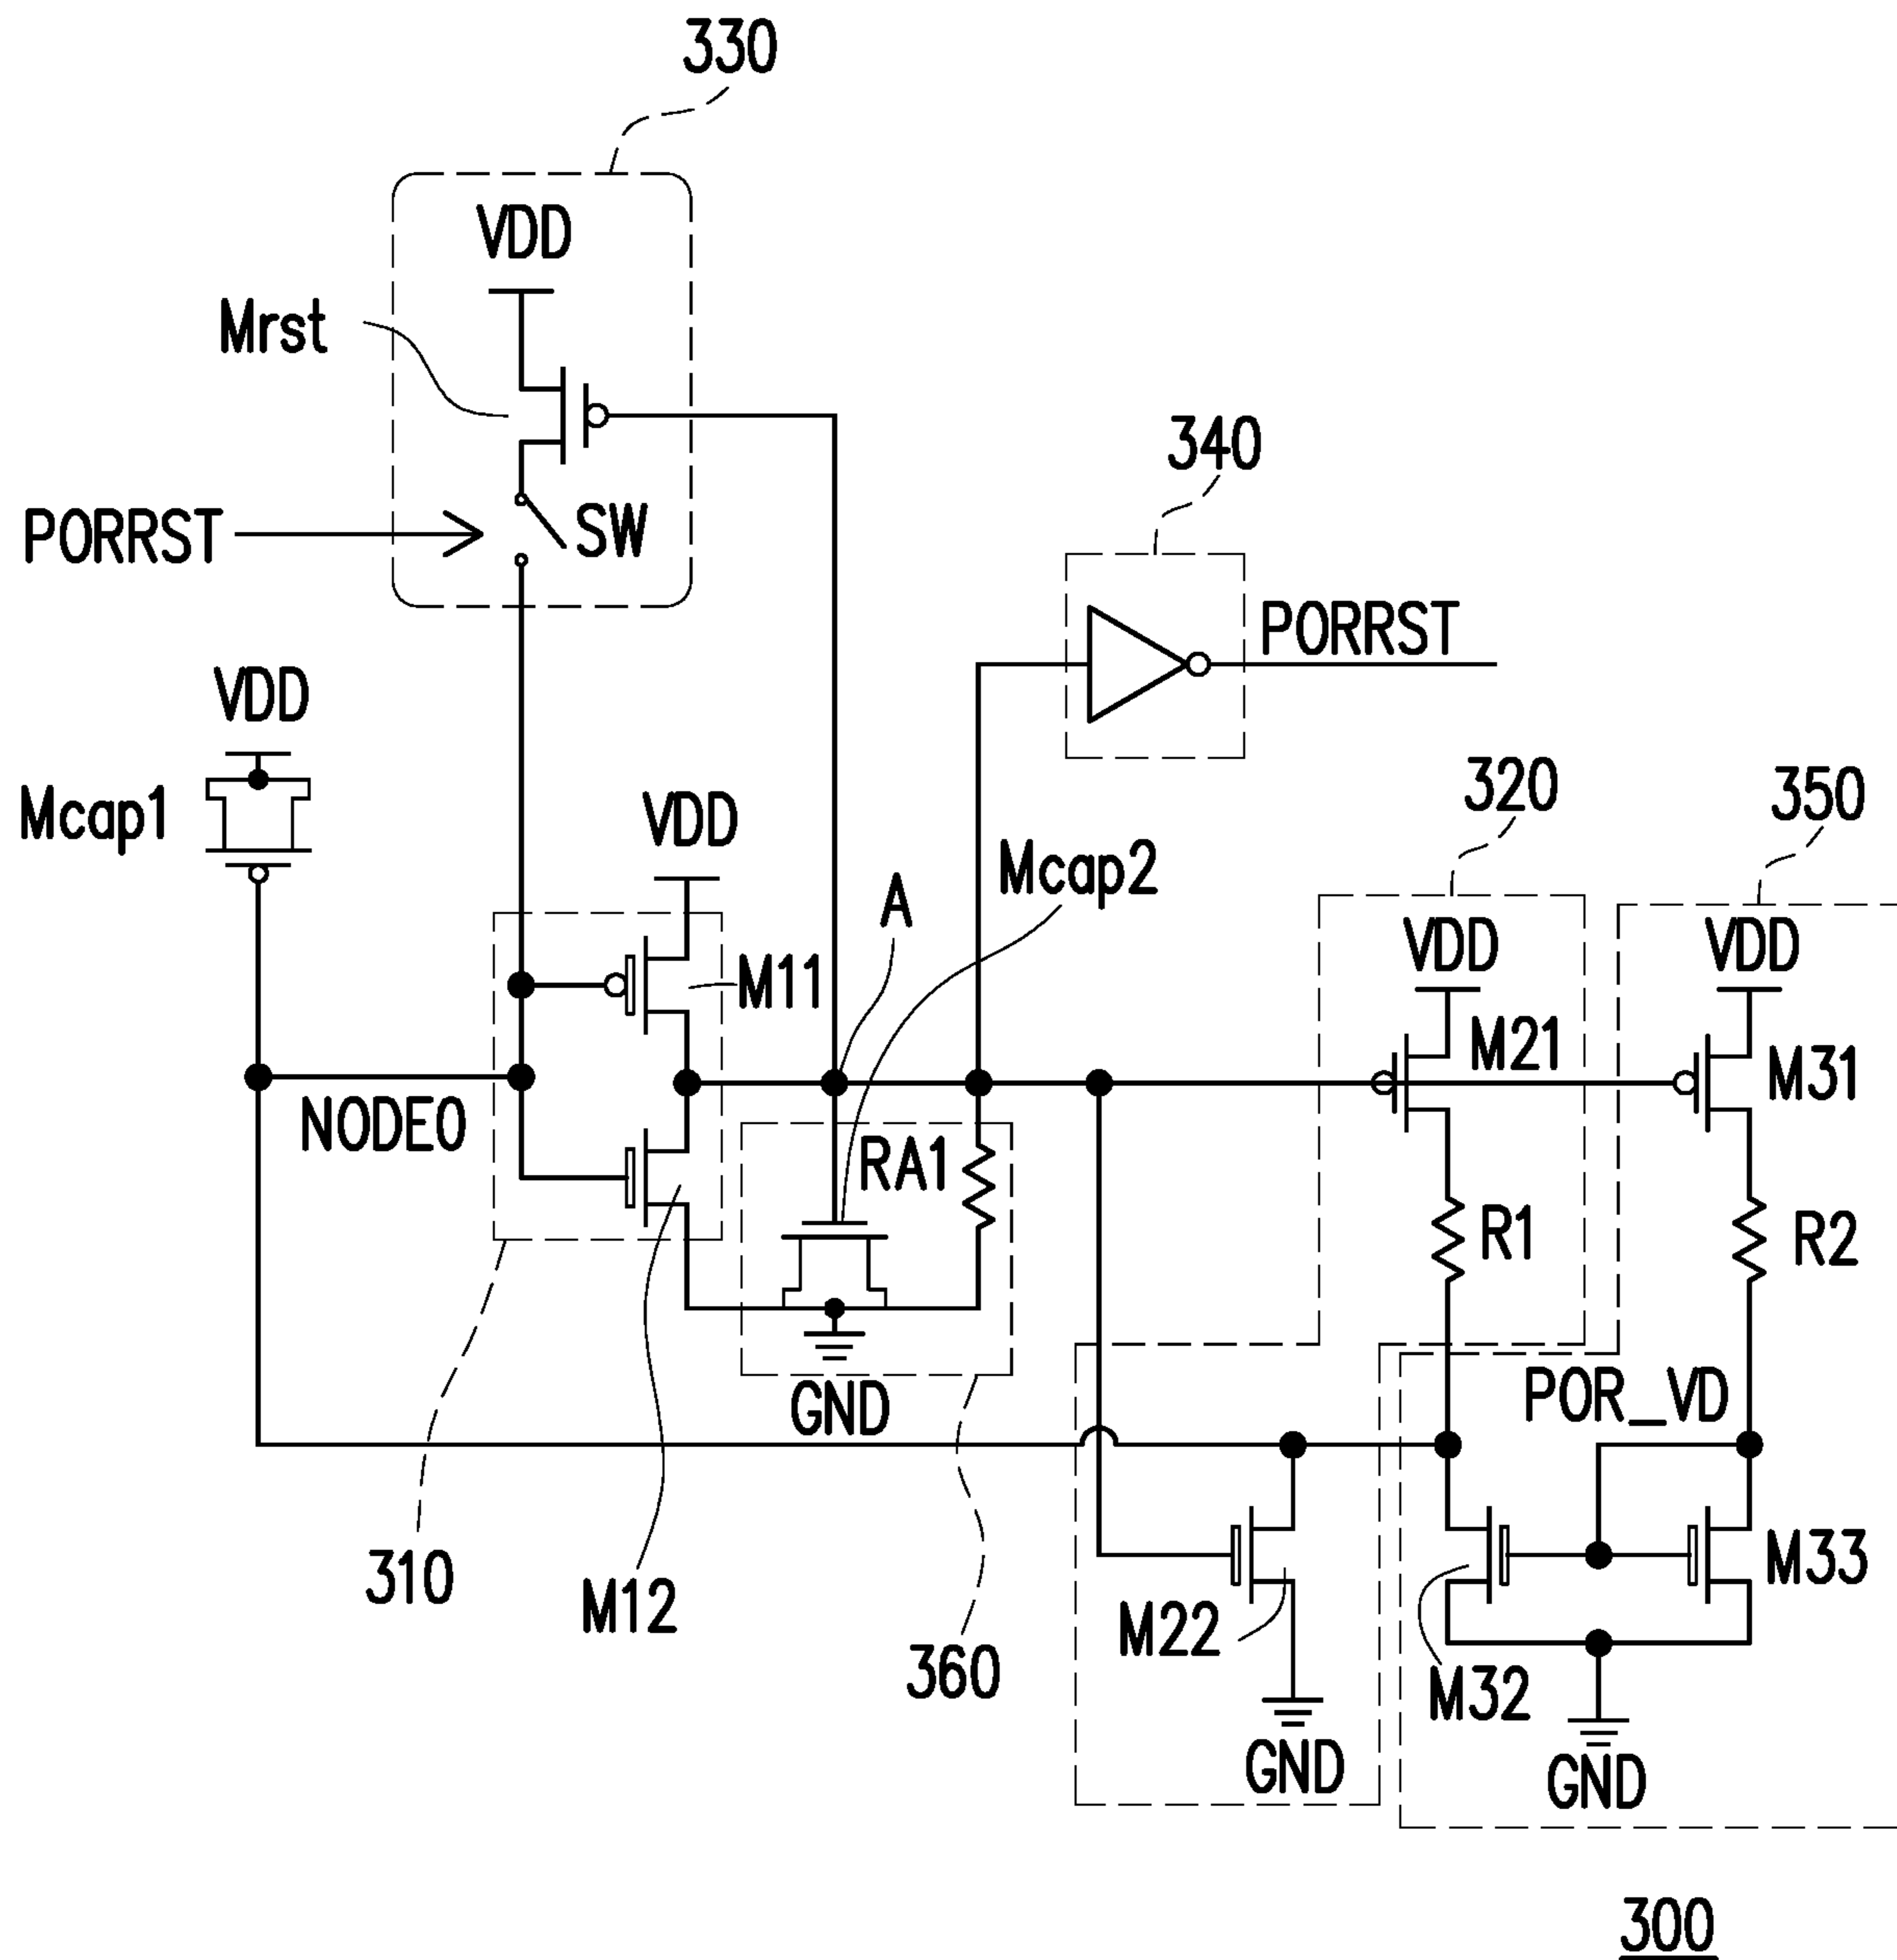 330
VDD
Mrst
340
PORRST
SW
PORRST
VDD
320
350
Mcap1
VDD
Mcap2
A
VDD
VDD
M11
M21
M31
NODE0
RA1
R1
R2
GND
POR_VD
310
M12
M22
M33
360
M32
GND
GND
300